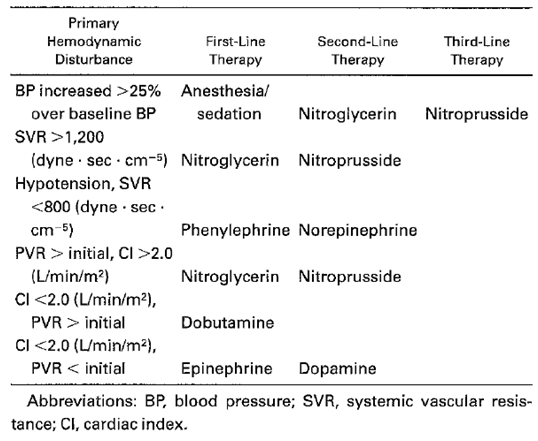 Primary
Hemodynamic First-Line Second-Line Third-Line
Disturbance Therapy Therapy Therapy
BP increased >25% Anesthesia/
over baseline BP sedation Nitroglycerin Nitroprusside
SVR >1,200
(dyne · sec · cm⁻⁵) Nitroglycerin Nitroprusside
Hypotension, SVR
<800 (dyne · sec ·
cm⁻⁵) Phenylephrine Norepinephrine
PVR > initial, CI >2.0
(L/min/m²) Nitroglycerin Nitroprusside
CI <2.0 (L/min/m²),
PVR > initial Dobutamine
CI <2.0 (L/min/m²),
PVR < initial Epinephrine Dopamine
Abbreviations: BP, blood pressure; SVR, systemic vascular resis-
tance; CI, cardiac index.